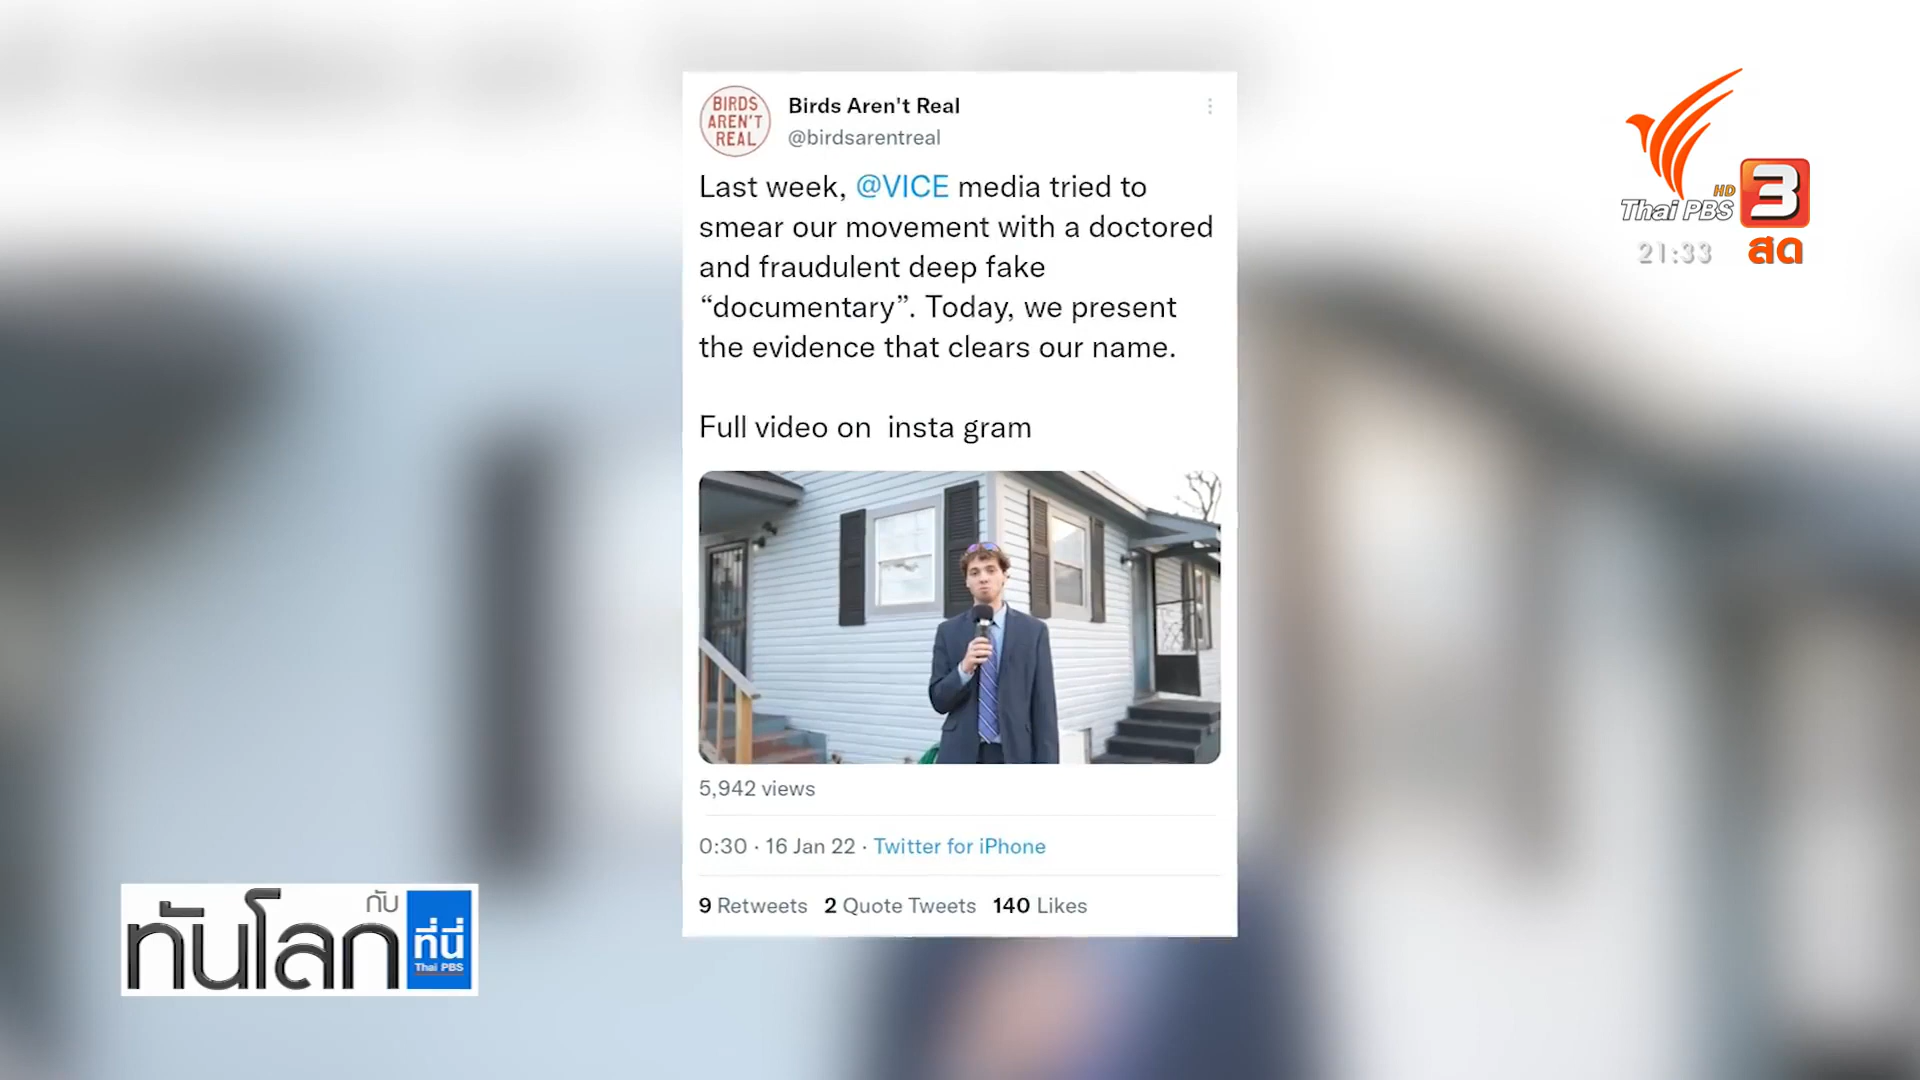 BIRDS
AREN'T
REAL
Birds Aren't Real
@birdsarentreal
Last week, @VICE media tried to
smear our movement with a doctored
and fraudulent deep fake
“documentary”. Today, we present
the evidence that clears our name.
Full video on  insta gram
5,942 views
0:30 · 16 Jan 22 · Twitter for iPhone
9 Retweets 2 Quote Tweets 140 Likes
HD
Thai PBS 3
21:33 สด
ทันโลก กับ ที่นี่
Thai PBS